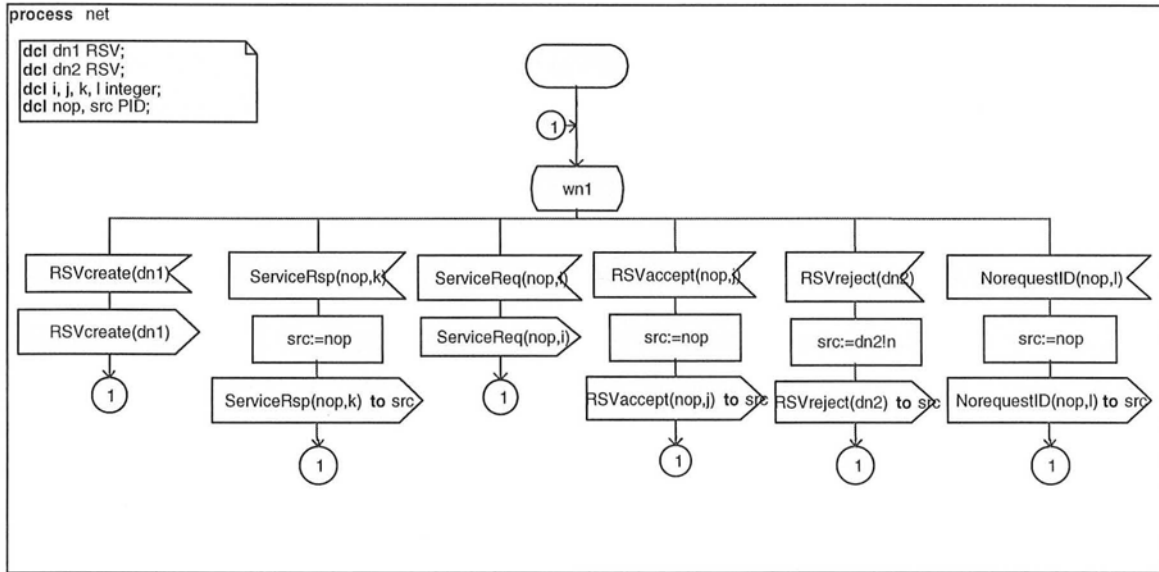 process net
dcl dn1 RSV;
dcl dn2 RSV;
dcl i, j, k, l integer;
dcl nop, src PID;
1
wn1
RSVcreate(dn1)
ServiceRsp(nop,k)
ServiceReq(nop,i)
RSVaccept(nop,j)
RSVreject(dn2)
NorequestID(nop,l)
RSVcreate(dn1)
src:=nop
ServiceReq(nop,i)
src:=nop
src:=dn2!n
src:=nop
1
ServiceRsp(nop,k) to src
1
RSVaccept(nop,j) to src
RSVreject(dn2) to src
NorequestID(nop,l) to src
1
1
1
1